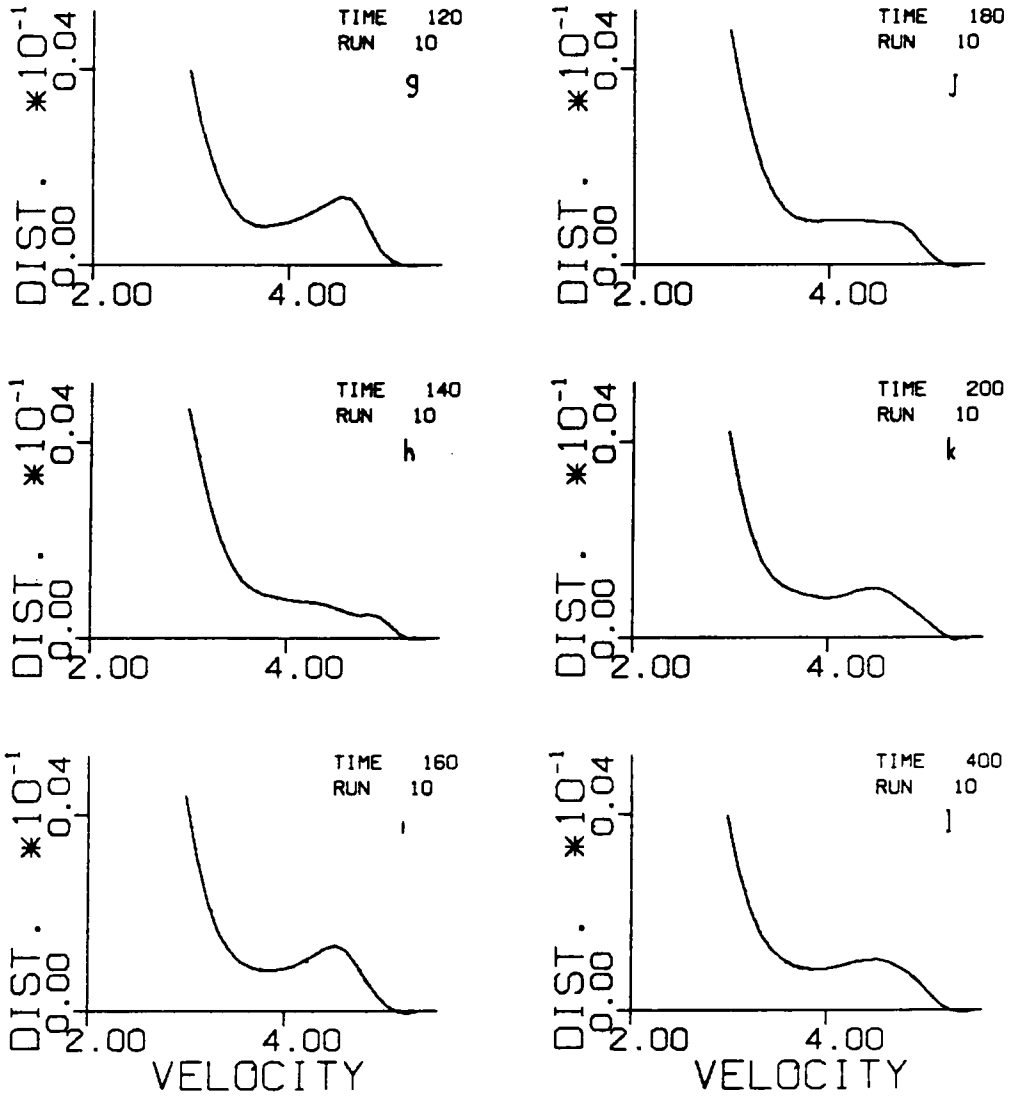 TIME 120
RUN 10
g
DIST. *10-1
0.04
0.00
2.00 4.00
TIME 180
RUN 10
j
DIST. *10-1
0.04
0.00
2.00 4.00
TIME 140
RUN 10
h
DIST. *10-1
0.04
0.00
2.00 4.00
TIME 200
RUN 10
k
DIST. *10-1
0.04
0.00
2.00 4.00
TIME 160
RUN 10
i
DIST. *10-1
0.04
0.00
2.00 4.00
VELOCITY
TIME 400
RUN 10
l
DIST. *10-1
0.04
0.00
2.00 4.00
VELOCITY